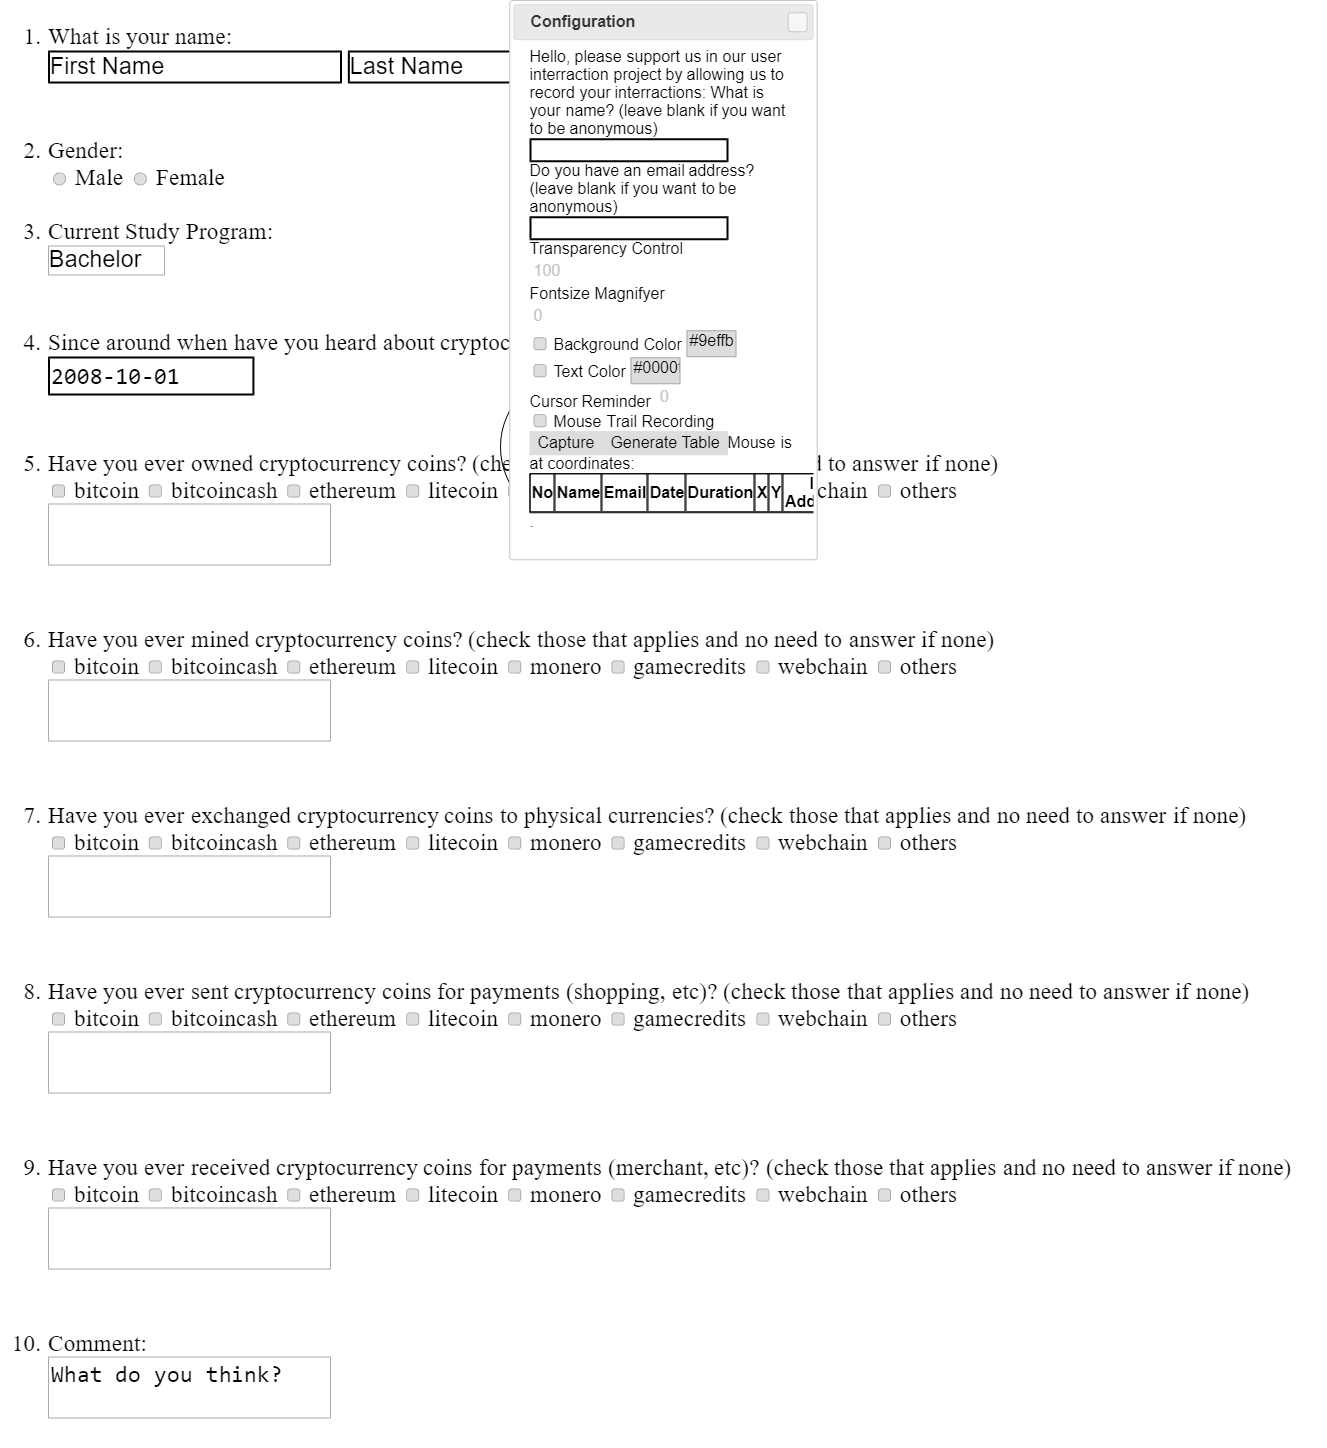 1. What is your name:
First Name Last Name
2. Gender:
Male Female
3. Current Study Program:
Bachelor
4. Since around when have you heard about cryptoc
2008-10-01
5. Have you ever owned cryptocurrency coins? (che
to answer if none)
bitcoin bitcoincash ethereum litecoin
chain others
Configuration
Hello, please support us in our user
interraction project by allowing us to
record your interractions: What is
your name? (leave blank if you want
to be anonymous)
Do you have an email address?
(leave blank if you want to be
anonymous)
Transparency Control
100
Fontsize Magnifyer
0
Background Color #9effb
Text Color #0000
Cursor Reminder 0
Mouse Trail Recording
Capture Generate Table Mouse is
at coordinates:
No Name Email Date Duration X Y I
Add
.
6. Have you ever mined cryptocurrency coins? (check those that applies and no need to answer if none)
bitcoin bitcoincash ethereum litecoin monero gamecredits webchain others
7. Have you ever exchanged cryptocurrency coins to physical currencies? (check those that applies and no need to answer if none)
bitcoin bitcoincash ethereum litecoin monero gamecredits webchain others
8. Have you ever sent cryptocurrency coins for payments (shopping, etc)? (check those that applies and no need to answer if none)
bitcoin bitcoincash ethereum litecoin monero gamecredits webchain others
9. Have you ever received cryptocurrency coins for payments (merchant, etc)? (check those that applies and no need to answer if none)
bitcoin bitcoincash ethereum litecoin monero gamecredits webchain others
10. Comment:
What do you think?